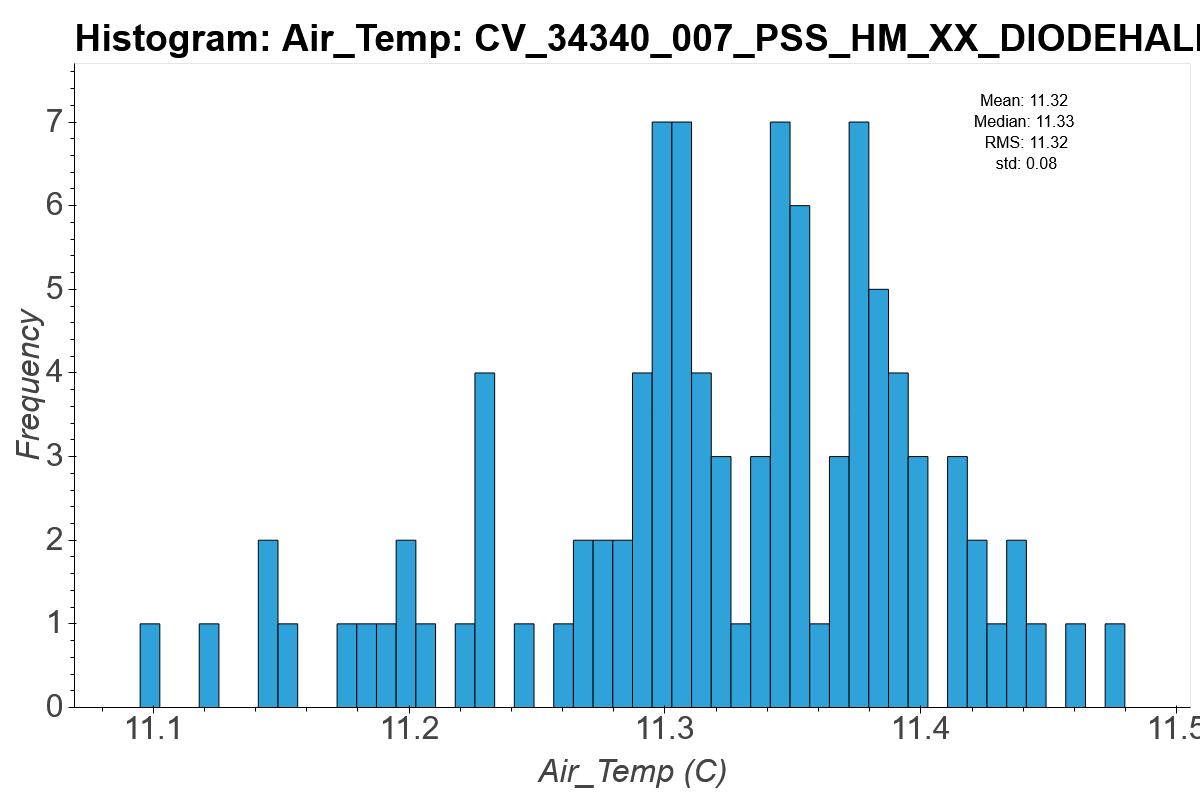 Histogram: Air_Temp: CV_34340_007_PSS_HM_XX_DIODEHALL
Mean: 11.32
Median: 11.33
RMS: 11.32
std: 0.08
Frequency
7
6
5
4
3
2
1
0
11.1 11.2 11.3 11.4 11.5
Air_Temp (C)